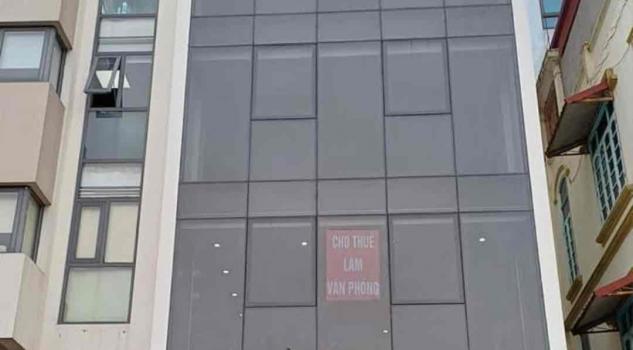 CHO THUÊ
LÀM
VĂN PHÒNG